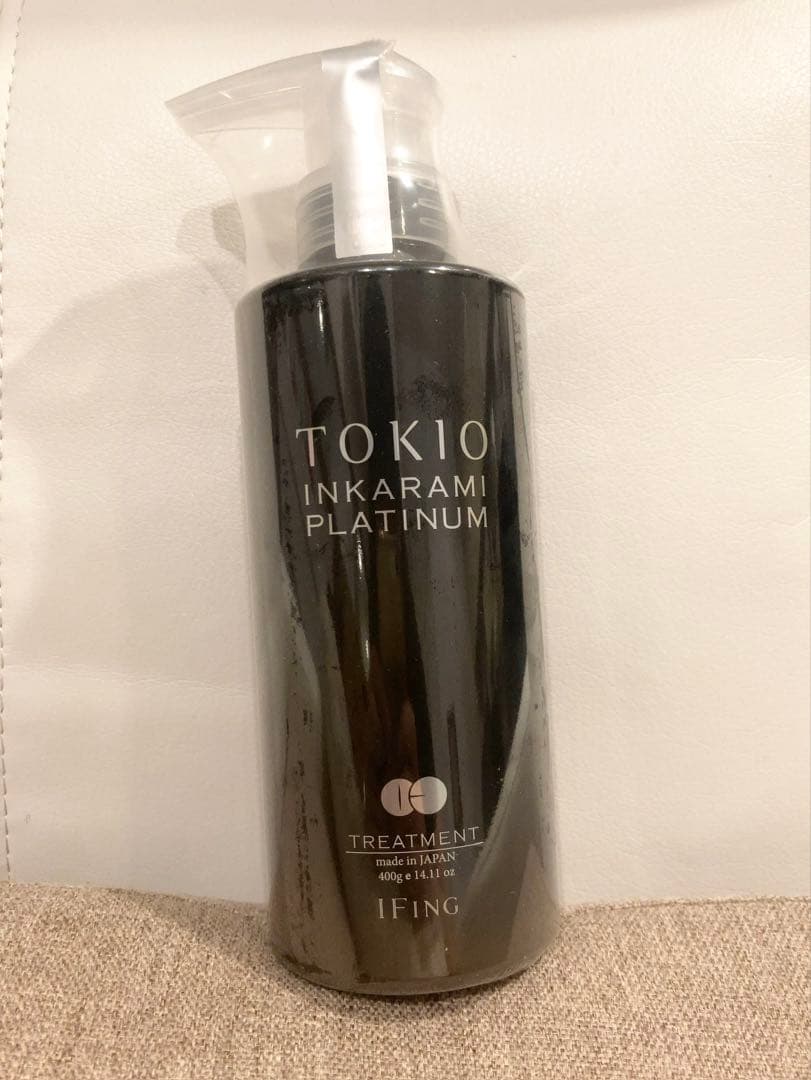 TOKIO
INKARAMI
PLATINUM
TREATMENT
made in JAPAN
400g e 14.11 oz
IFING